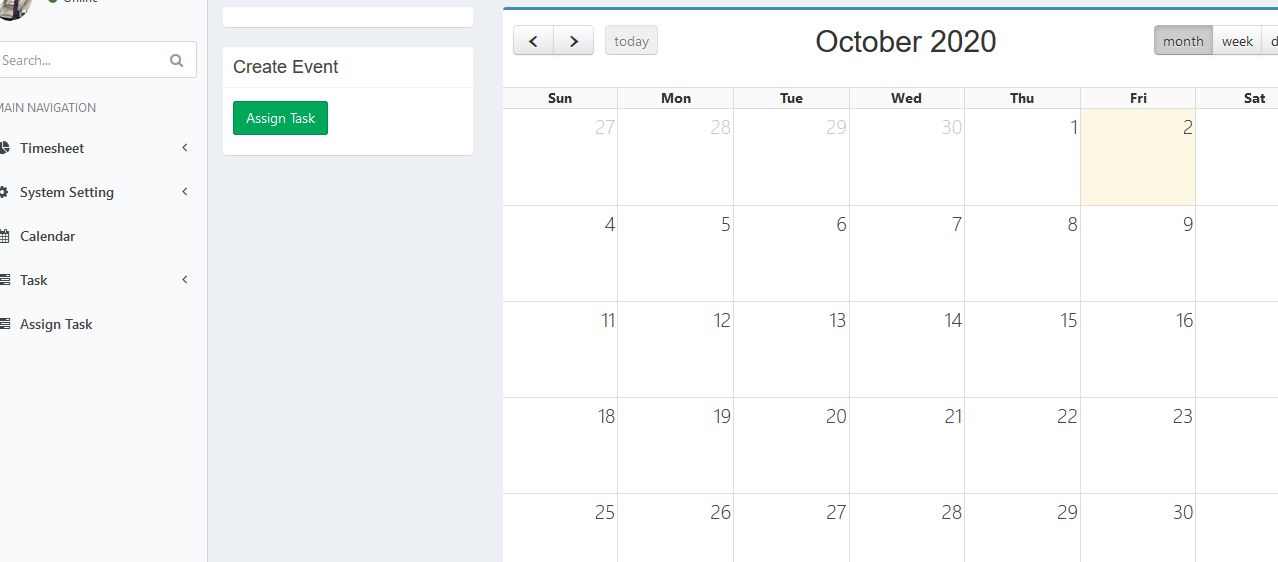 Online
Search...
MAIN NAVIGATION
Timesheet
System Setting
Calendar
Task
Assign Task
Create Event
Assign Task
today
October 2020
month week
Sun Mon Tue Wed Thu Fri Sat
27 28 29 30 1 2
4 5 6 7 8 9
11 12 13 14 15 16
18 19 20 21 22 23
25 26 27 28 29 30